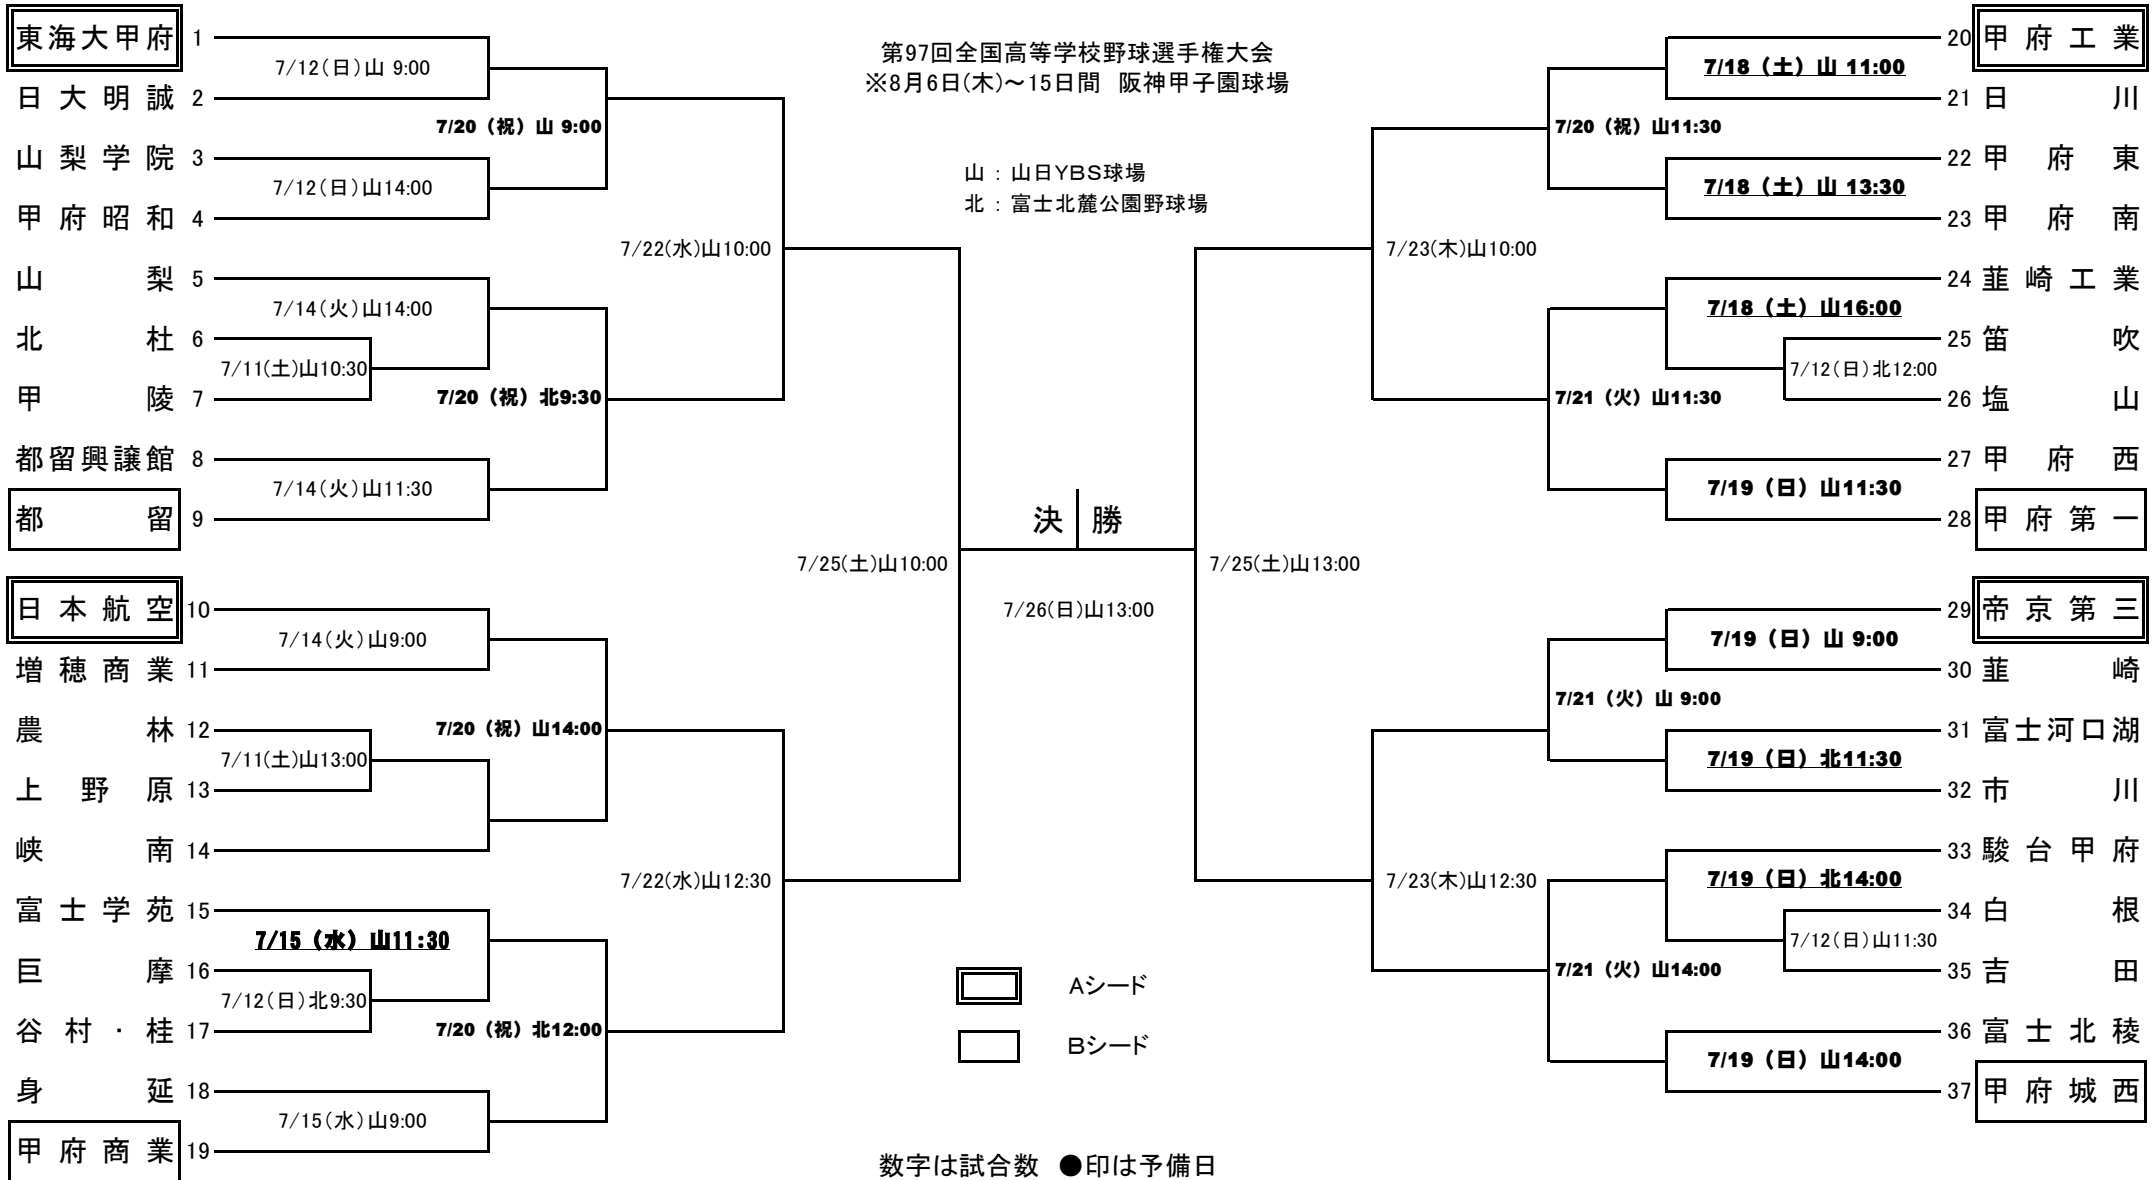 第97回全国高等学校野球選手権大会
※8月6日(木)～15日間 阪神甲子園球場
山：山日YBS球場
北：富士北麓公園野球場
東海大甲府 1
7/12(日)山 9:00
日大明誠 2
7/20（祝）山 9:00
山梨学院 3
7/12(日)山14:00
甲府昭和 4
7/22(水)山10:00
山梨 5
7/14(火)山14:00
北杜 6
7/11(土)山10:30
甲陵 7
7/20（祝）北9:30
都留興譲館 8
7/14(火)山11:30
都留 9
7/25(土)山10:00
日本航空 10
7/14(火)山9:00
増穂商業 11
農林 12
7/20（祝）山14:00
7/11(土)山13:00
上野原 13
峡南 14
7/22(水)山12:30
富士学苑 15
7/15（水）山11:30
巨摩 16
7/12(日)北9:30
谷村・桂 17
7/20（祝）北12:00
身延 18
7/15(水)山9:00
甲府商業 19
決 勝
7/26(日)山13:00
20 甲府工業
7/18（土）山 11:00
21 日川
7/20（祝）山11:30
22 甲府東
7/18（土）山 13:30
23 甲府南
7/23(木)山10:00
24 韮崎工業
7/18（土）山16:00
25 笛吹
7/12(日)北12:00
26 塩山
7/21（火）山11:30
27 甲府西
7/19（日）山11:30
28 甲府第一
7/25(土)山13:00
29 帝京第三
7/19（日）山 9:00
30 韮崎
7/21（火）山 9:00
31 富士河口湖
7/19（日）北11:30
32 市川
33 駿台甲府
7/23(木)山12:30
7/19（日）北14:00
34 白根
7/12(日)山11:30
35 吉田
7/21（火）山14:00
36 富士北稜
7/19（日）山14:00
37 甲府城西
Aシード
Bシード
数字は試合数 ●印は予備日